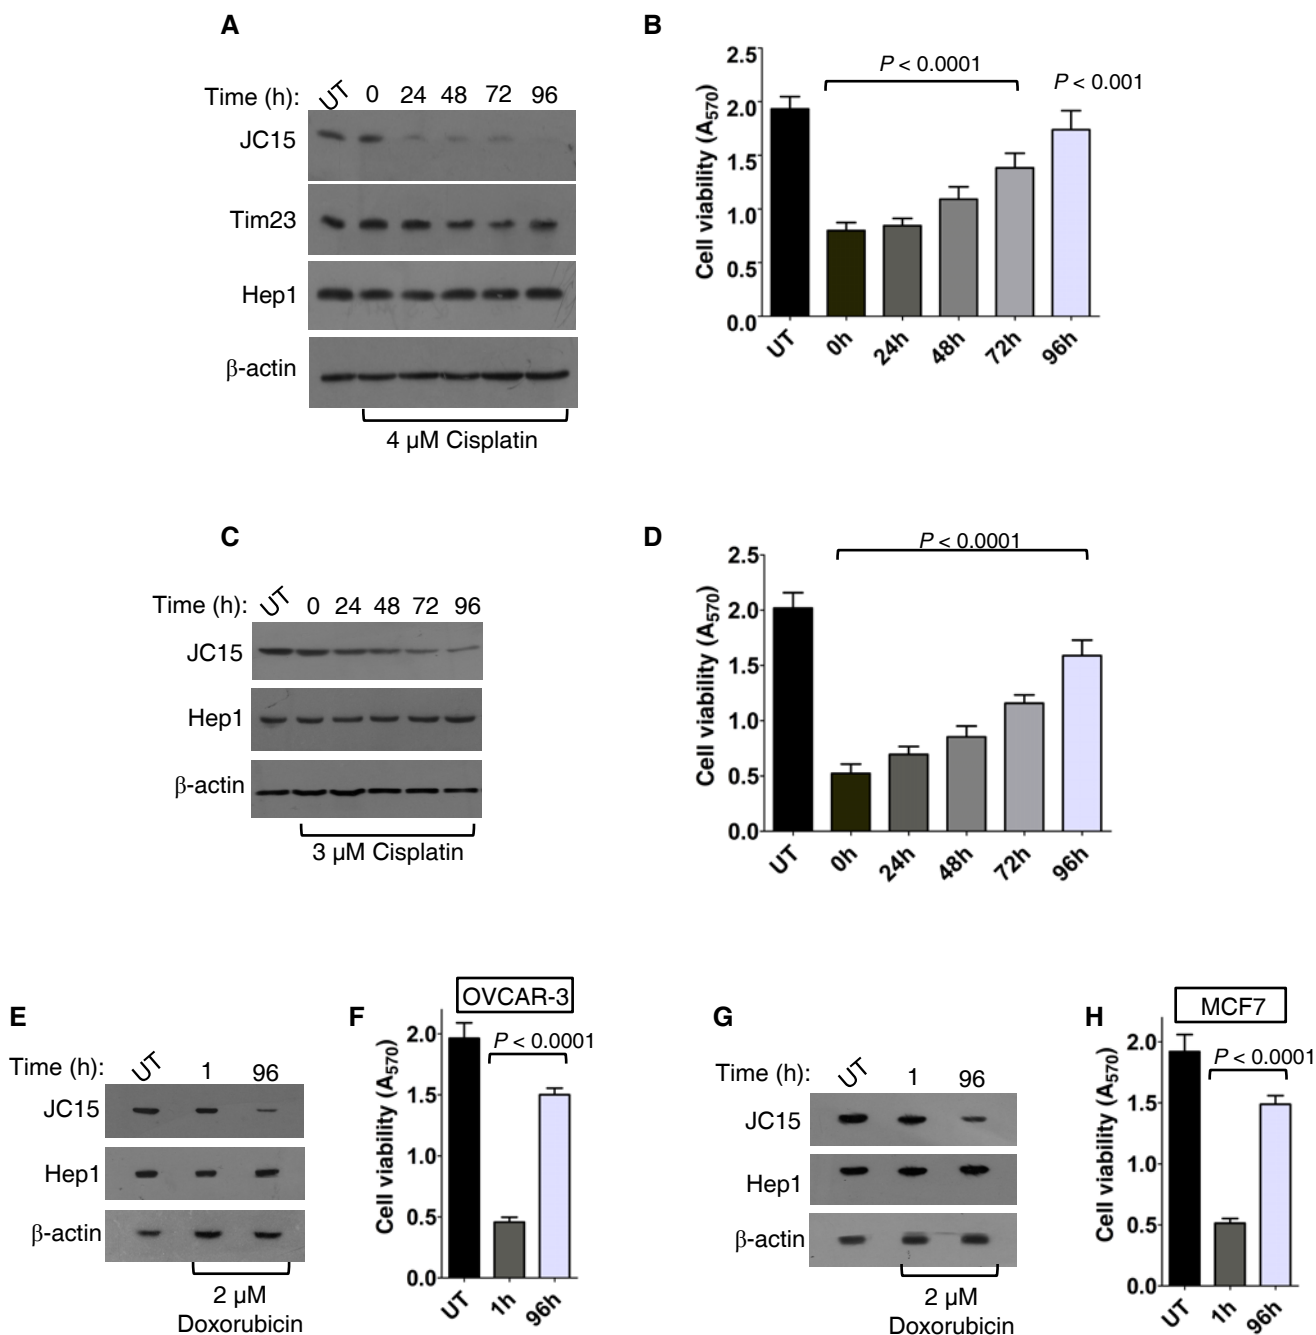 A
Time (h): UT 0 24 48 72 96
JC15
Tim23
Hep1
β-actin
4 µM Cisplatin
B
Cell viability (A570)
2.5
2.0
1.5
1.0
0.5
0.0
P < 0.0001
P < 0.001
UT 0h 24h 48h 72h 96h
C
Time (h): UT 0 24 48 72 96
JC15
Hep1
β-actin
3 µM Cisplatin
D
Cell viability (A570)
2.5
2.0
1.5
1.0
0.5
0.0
P < 0.0001
UT 0h 24h 48h 72h 96h
E
Time (h): UT 1 96
JC15
Hep1
β-actin
2 µM
Doxorubicin
F
OVCAR-3
Cell viability (A570)
2.0
1.5
1.0
0.5
0.0
P < 0.0001
UT 1h 96h
G
Time (h): UT 1 96
JC15
Hep1
β-actin
2 µM
Doxorubicin
H
MCF7
Cell viability (A570)
2.0
1.5
1.0
0.5
0.0
P < 0.0001
UT 1h 96h